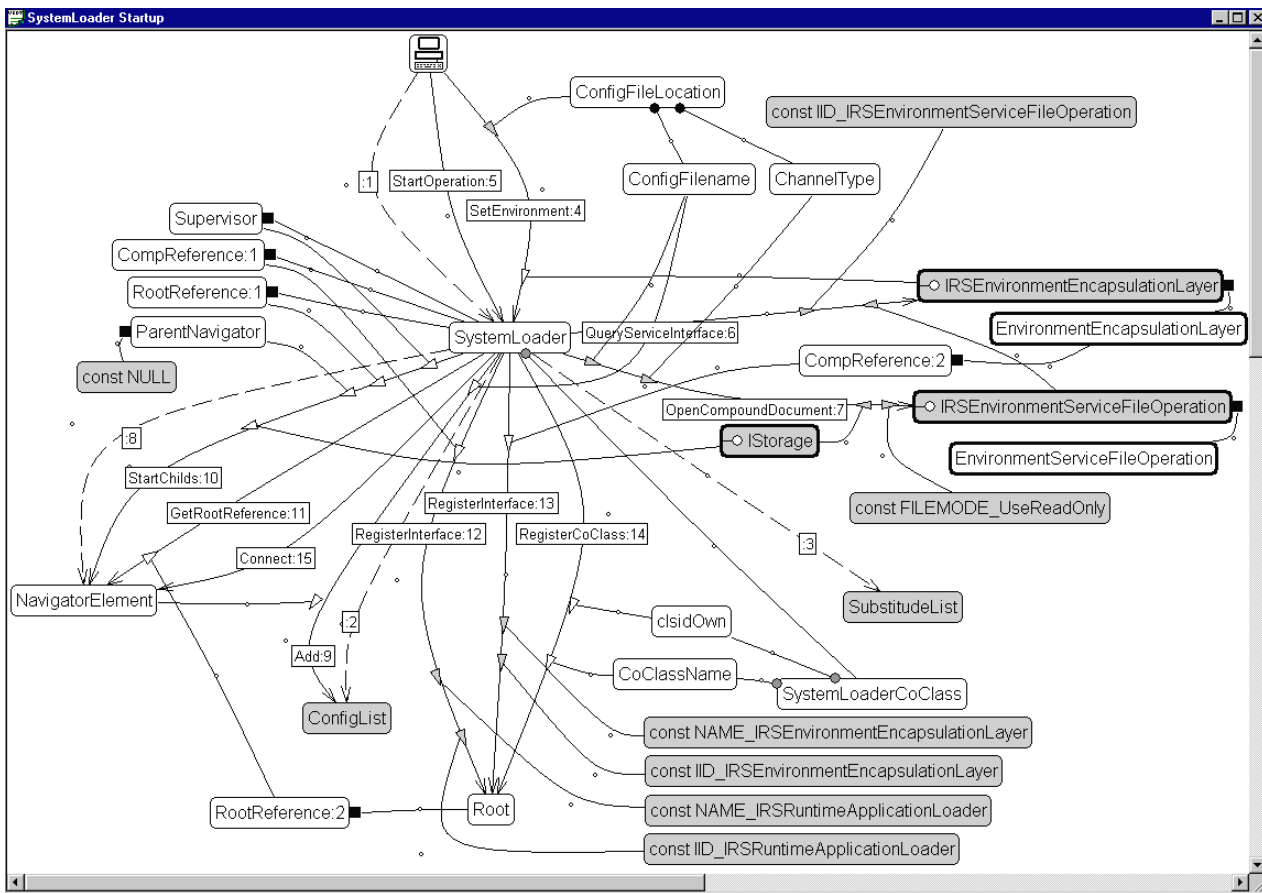 SystemLoader Startup
ConfigFileLocation
const IID_IRSEnvironmentServiceFileOperation
:1
StartOperation:5
ConfigFilename
ChannelType
SetEnvironment:4
Supervisor
CompReference:1
RootReference:1
IRSEnvironmentEncapsulationLayer
ParentNavigator
SystemLoader
QueryServiceInterface:6
EnvironmentEncapsulationLayer
CompReference:2
const NULL
OpenCompoundDocument:7
IRSEnvironmentServiceFileOperation
:8
IStorage
EnvironmentServiceFileOperation
StartChilds:10
RegisterInterface:13
const FILEMODE_UseReadOnly
GetRootReference:11
RegisterInterface:12
RegisterCoClass:14
:3
Connect:15
NavigatorElement
SubstitudeList
:2
clsidOwn
Add:9
CoClassName
SystemLoaderCoClass
ConfigList
const NAME_IRSEnvironmentEncapsulationLayer
const IID_IRSEnvironmentEncapsulationLayer
RootReference:2
Root
const NAME_IRSRuntimeApplicationLoader
const IID_IRSRuntimeApplicationLoader